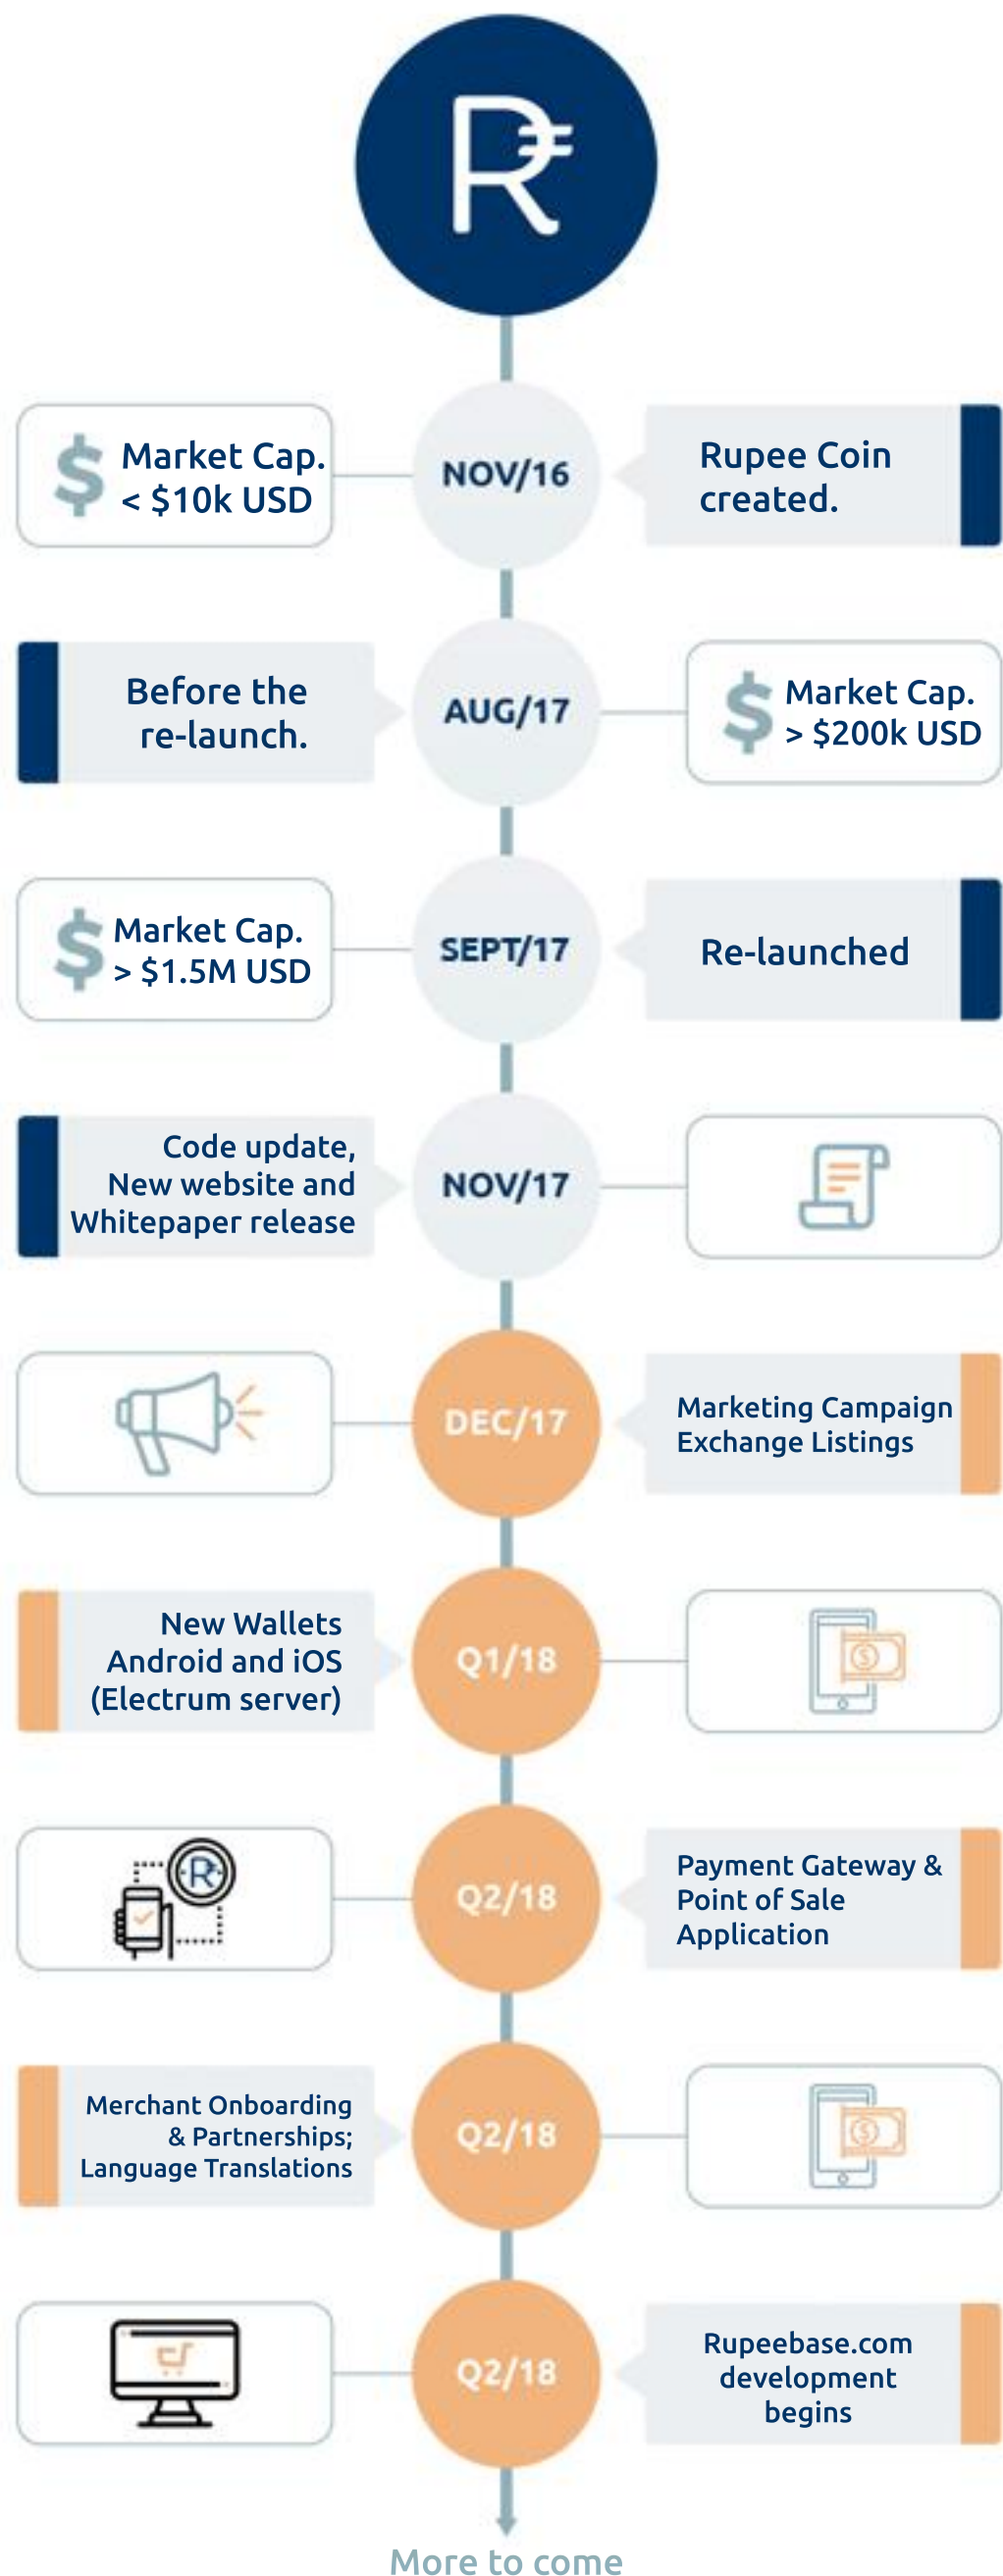 Market Cap.
< $10k USD
NOV/16
Rupee Coin
created.
Before the
re-launch.
AUG/17
Market Cap.
> $200k USD
Market Cap.
> $1.5M USD
SEPT/17
Re-launched
Code update,
New website and
Whitepaper release
NOV/17
DEC/17
Marketing Campaign
Exchange Listings
New Wallets
Android and iOS
(Electrum server)
Q1/18
Q2/18
Payment Gateway &
Point of Sale
Application
Merchant Onboarding
& Partnerships;
Language Translations
Q2/18
Q2/18
Rupeebase.com
development
begins
More to come